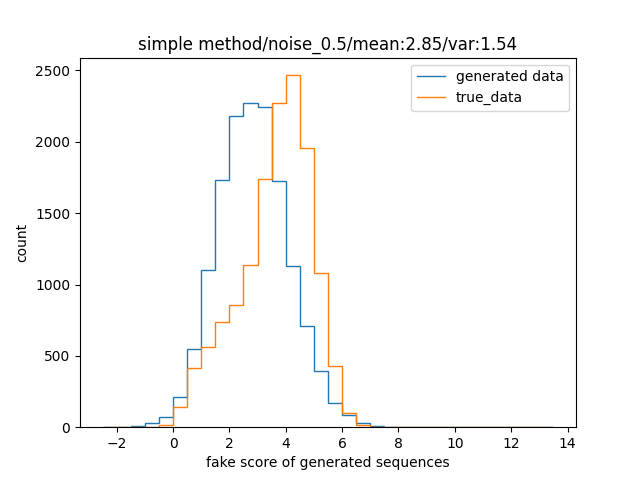 simple method/noise_0.5/mean:2.85/var:1.54
generated data
true_data
2500
2000
1500
1000
500
0
count
−2 0 2 4 6 8 10 12 14
fake score of generated sequences